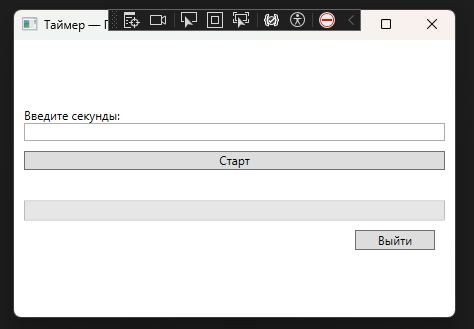 Таймер —
Введите секунды:
Старт
Выйти